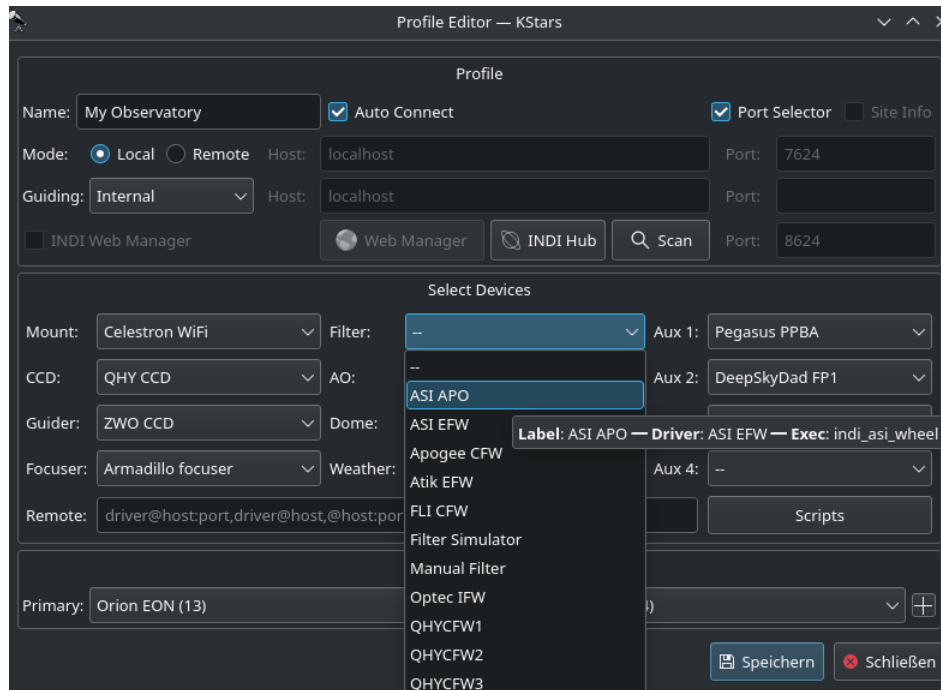 Profile Editor — KStars
Profile
Name: My Observatory Auto Connect Port Selector Site Info
Mode: Local Remote Host: localhost Port: 7624
Guiding: Internal Host: localhost Port:
INDI Web Manager Web Manager INDI Hub Scan Port: 8624
Select Devices
Mount: Celestron WiFi Filter: -- Aux 1: Pegasus PPBA
--
CCD: QHY CCD AO: Aux 2: DeepSkyDad FP1
ASI APO
Guider: ZWO CCD Dome: ASI EFW
Label: ASI APO — Driver: ASI EFW — Exec: indi_asi_wheel
Apogee CFW
Focuser: Armadillo focuser Weather: Aux 4: --
Atik EFW
Remote: driver@host:port,driver@host,@host:por FLI CFW Scripts
Filter Simulator
Manual Filter
Optec IFW
Primary: Orion EON (13)
QHYCFW1
QHYCFW2
Speichern Schließen
QHYCFW3